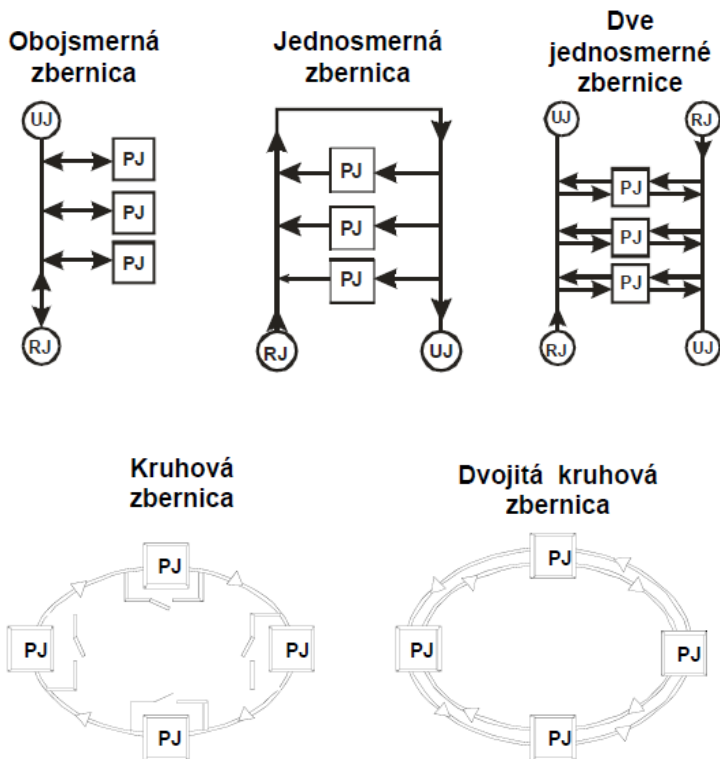 Obojsmerná
zbernica
UJ
PJ
PJ
PJ
RJ
Jednosmerná
zbernica
PJ
PJ
PJ
RJ
UJ
Dve
jednosmerné
zbernice
UJ
RJ
PJ
PJ
PJ
RJ
UJ
Kruhová
zbernica
PJ
PJ
PJ
PJ
Dvojitá kruhová
zbernica
PJ
PJ
PJ
PJ